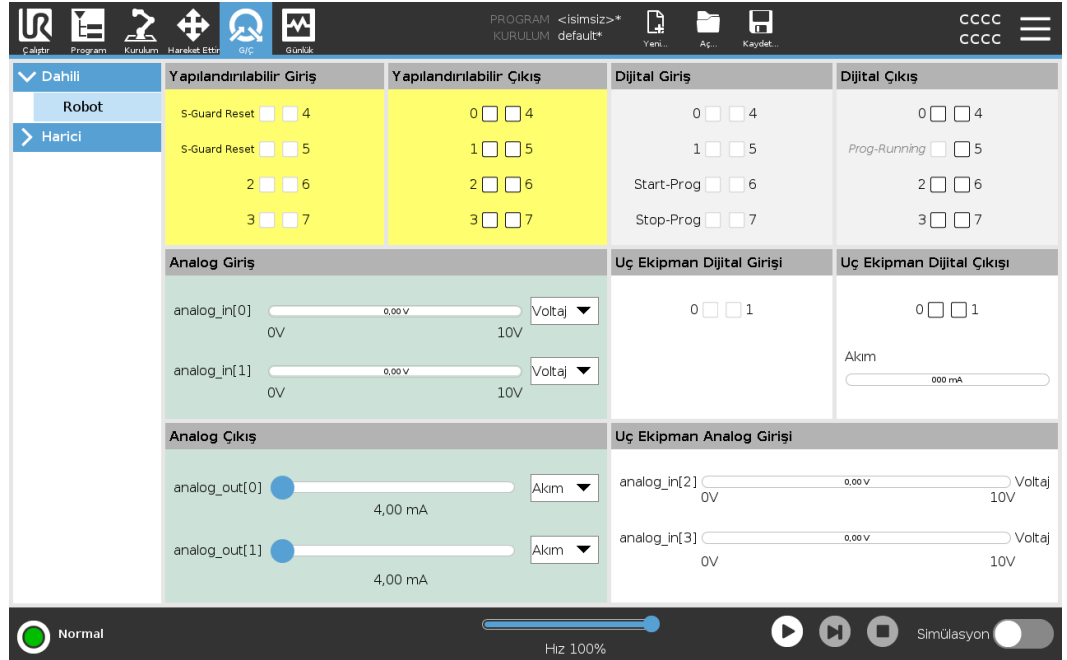 PROGRAM <isimsiz>*
KURULUM default*
cccc
cccc
UR
Çalıştır
Program
Kurulum
Hareket Ettir
G/Ç
Günlük
Yeni...
Aç...
Kaydet...
Dahili
Robot
Harici
Yapılandırılabilir Giriş
S-Guard Reset 4
S-Guard Reset 5
2 6
3 7
Yapılandırılabilir Çıkış
0 4
1 5
2 6
3 7
Dijital Giriş
0 4
1 5
Start-Prog 6
Stop-Prog 7
Dijital Çıkış
0 4
Prog-Running 5
2 6
3 7
Analog Giriş
analog_in[0] 0,00 V Voltaj
0V 10V
analog_in[1] 0,00 V Voltaj
0V 10V
Uç Ekipman Dijital Girişi
0 1
Uç Ekipman Dijital Çıkışı
0 1
Akım
000 mA
Analog Çıkış
analog_out[0] Akım
4,00 mA
analog_out[1] Akım
4,00 mA
Uç Ekipman Analog Girişi
analog_in[2] 0,00 V Voltaj
0V 10V
analog_in[3] 0,00 V Voltaj
0V 10V
Normal
Hız 100%
Simülasyon